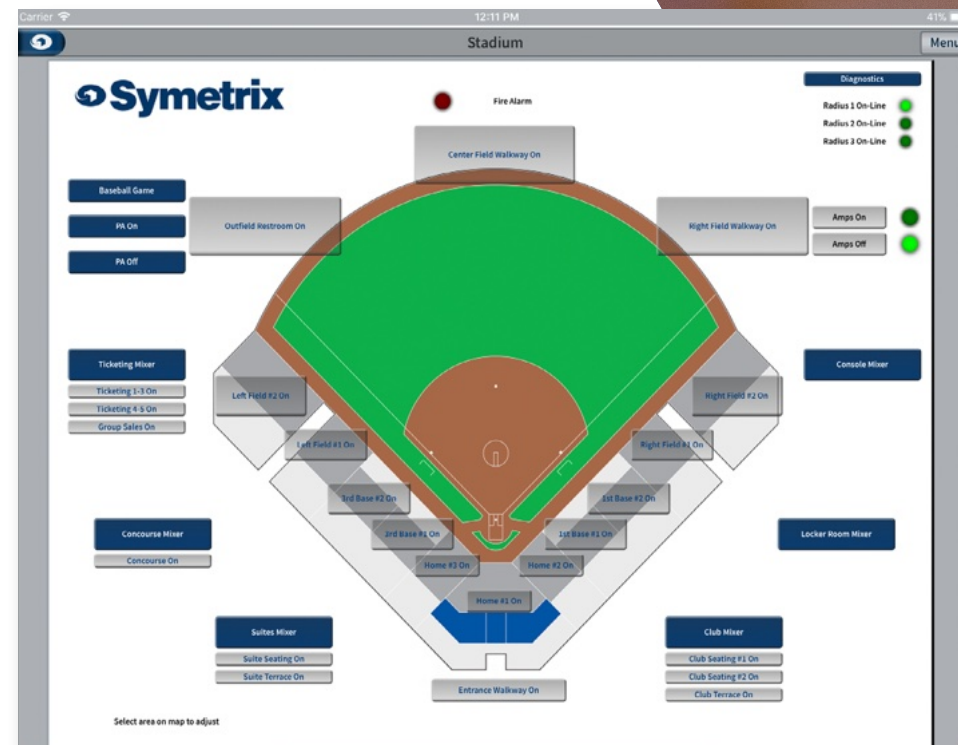 Carrier 12:11 PM 41%
Stadium
Menu
Symetrix
Fire Alarm
Diagnostics
Radius 1 On-Line
Radius 2 On-Line
Radius 3 On-Line
Center Field Walkway On
Baseball Game
PA On
PA Off
Outfield Restroom On
Right Field Walkway On
Amps On
Amps Off
Ticketing Mixer
Ticketing 1-3 On
Ticketing 4-5 On
Group Sales On
Console Mixer
Left Field #2 On
Right Field #2 On
Left Field #1 On
Right Field #1 On
3rd Base #2 On
1st Base #2 On
3rd Base #1 On
1st Base #1 On
Home #3 On
Home #2 On
Home #1 On
Concourse Mixer
Concourse On
Locker Room Mixer
Suites Mixer
Suite Seating On
Suite Terrace On
Club Mixer
Club Seating #1 On
Club Seating #2 On
Club Terrace On
Entrance Walkway On
Select area on map to adjust